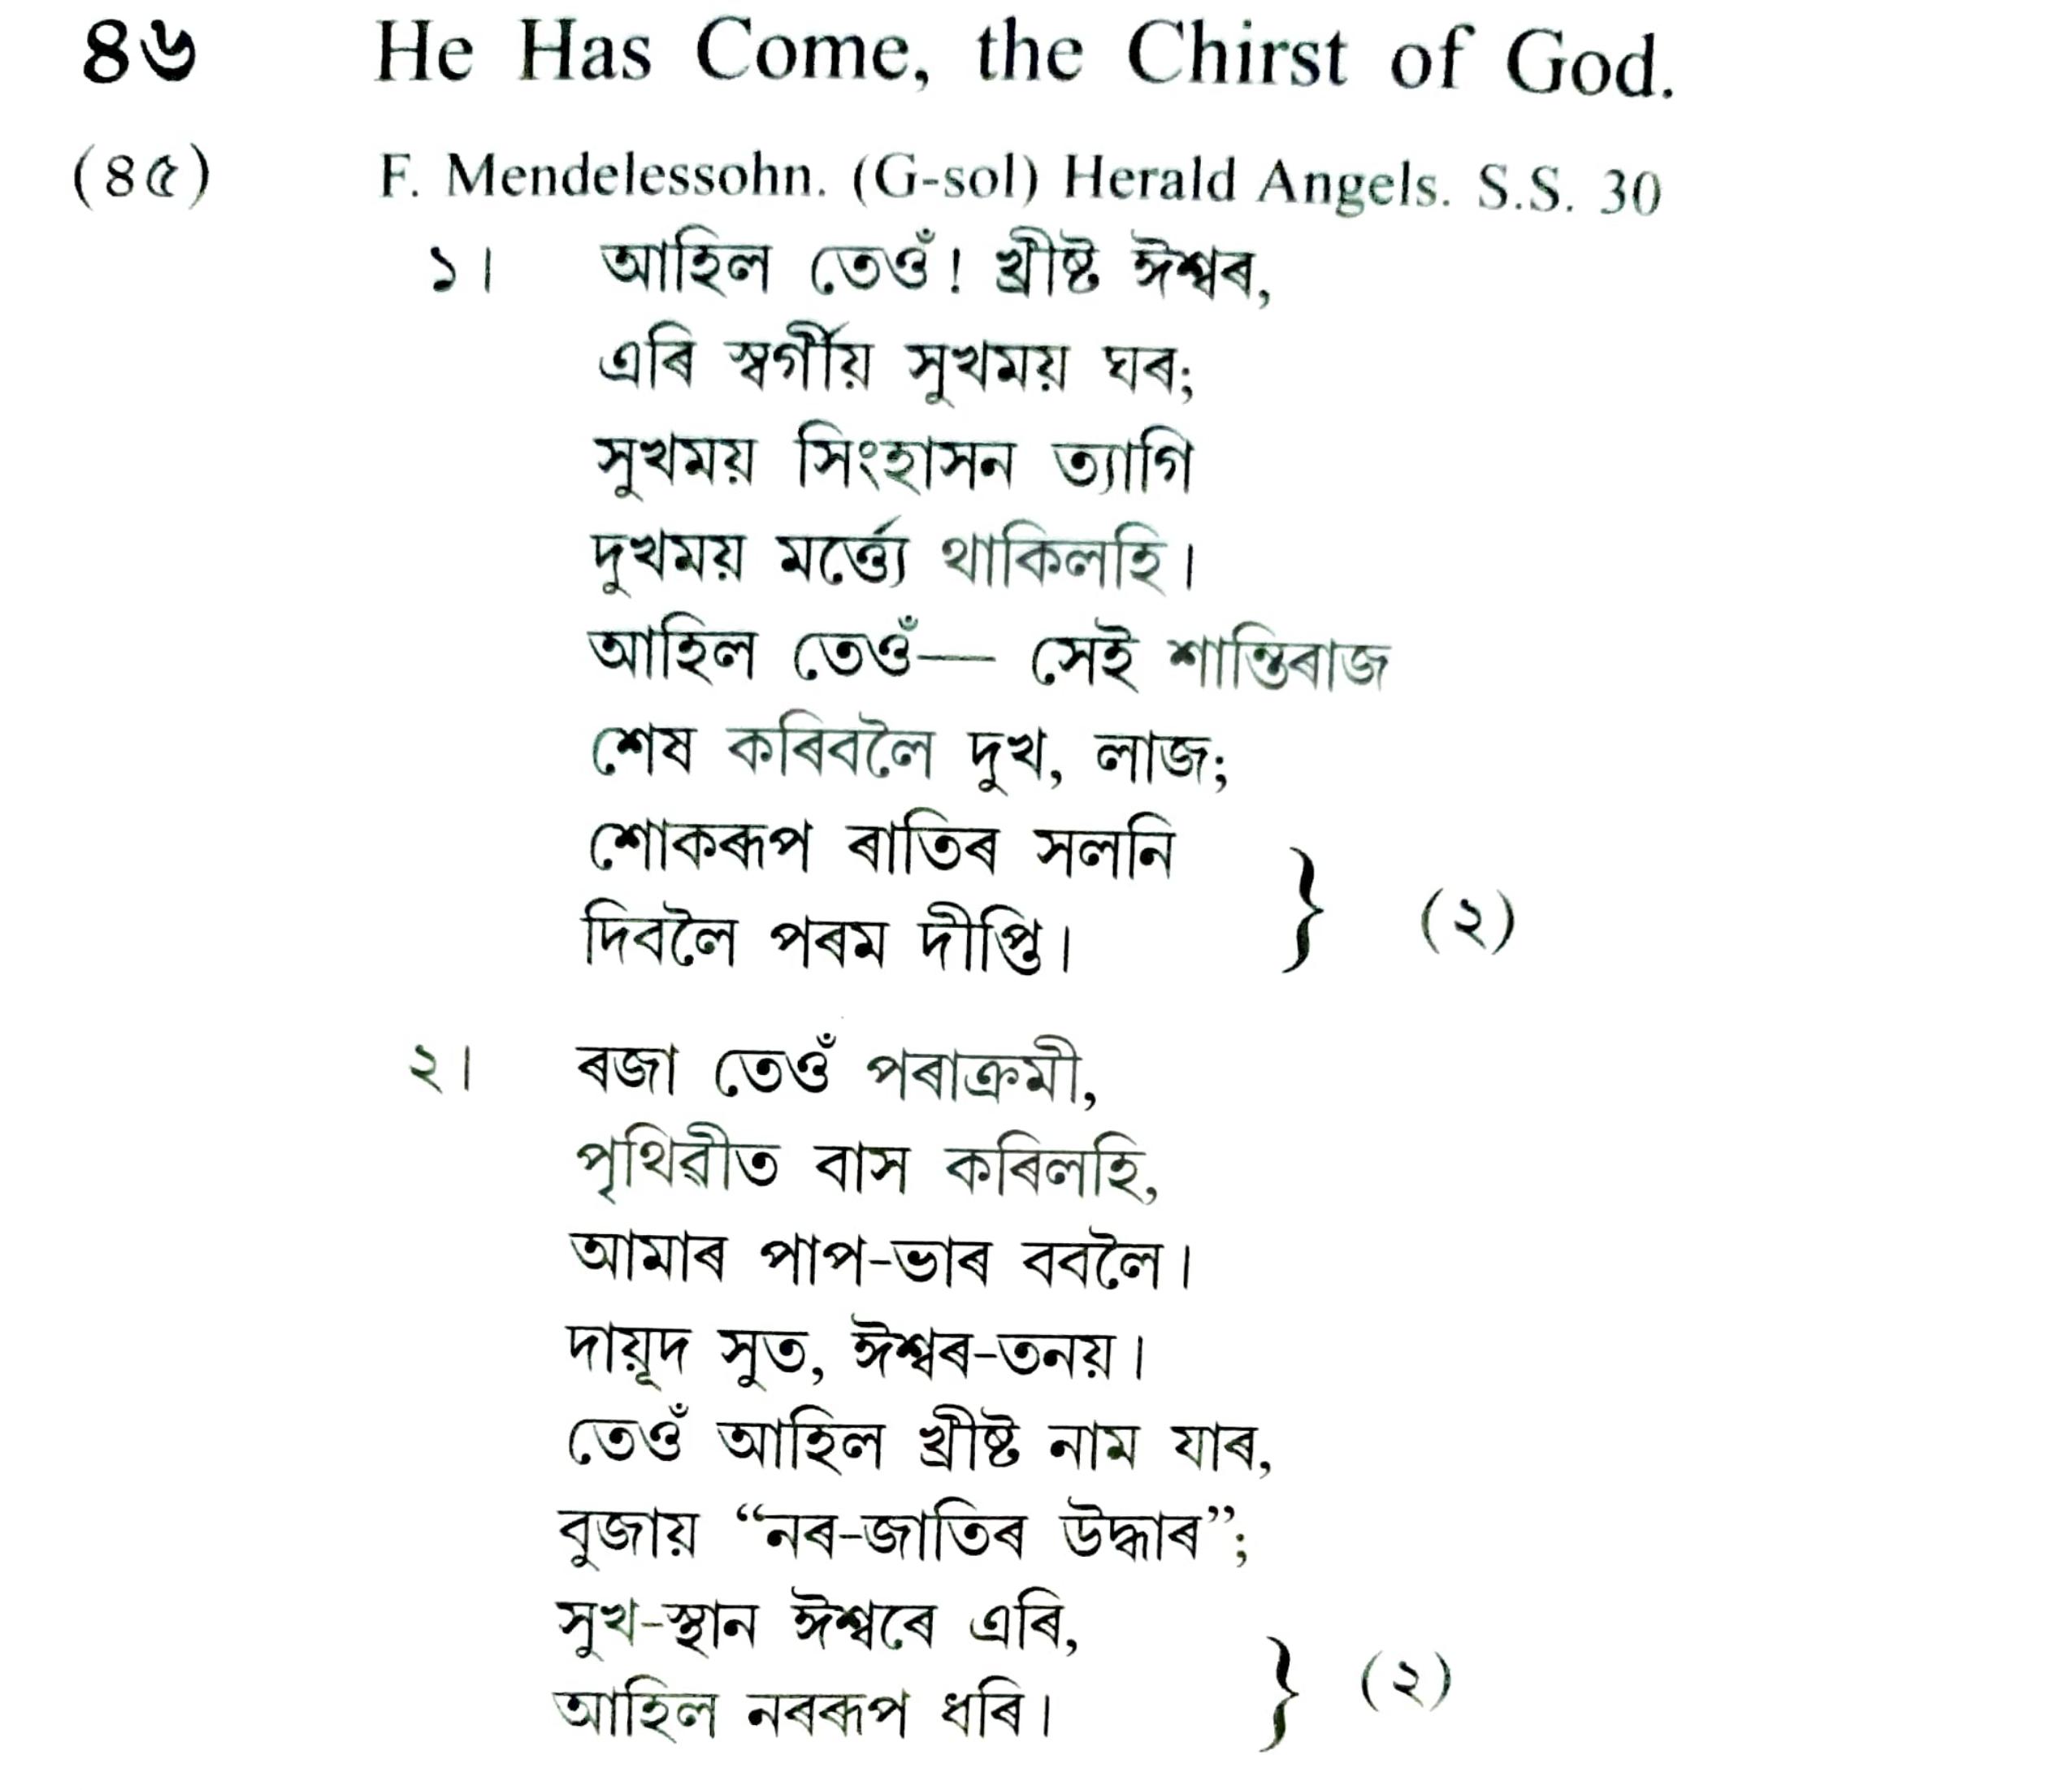 ৪৬ He Has Come, the Chirst of God.
(৪৫) F. Mendelessohn. (G-sol) Herald Angels. S.S. 30
১। আহিল তেওঁ! খ্ৰীষ্ট ঈশ্বৰ,
এৰি স্বৰ্গীয় সুখময় ঘৰ;
সুখময় সিংহাসন ত্যাগি
দুখময় মৰ্ত্ত্যে থাকিলহি।
আহিল তেওঁ— সেই শান্তিৰাজ
শেষ কৰিবলৈ দুখ, লাজ;
শোকৰূপ ৰাতিৰ সলনি
দিবলৈ পৰম দীপ্তি। } (২)
২। ৰজা তেওঁ পৰাক্ৰমী,
পৃথিৱীত বাস কৰিলহি,
আমাৰ পাপ-ভাৰ ববলৈ।
দায়ূদ সুত, ঈশ্বৰ-তনয়।
তেওঁ আহিল খ্ৰীষ্ট নাম যাৰ,
বুজায় “নৰ-জাতিৰ উদ্ধাৰ”;
সুখ-স্থান ঈশ্বৰে এৰি,
আহিল নৰৰূপ ধৰি। } (২)